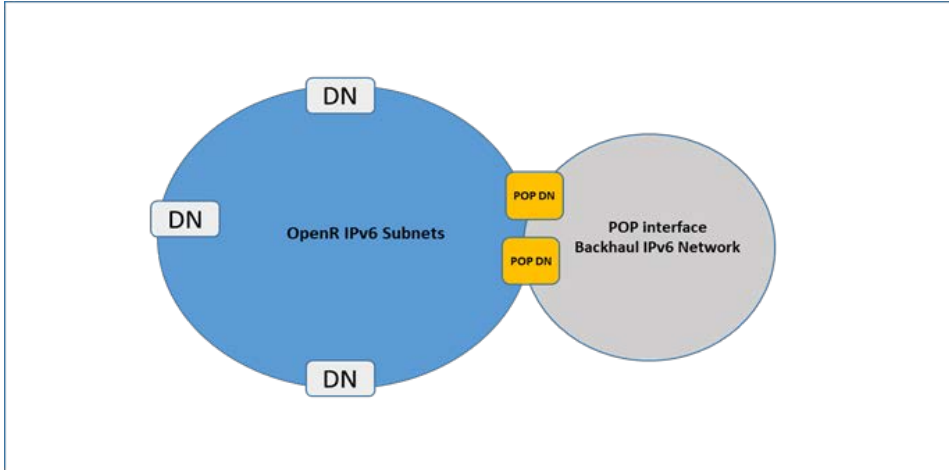 DN
POP DN
DN
OpenR IPv6 Subnets
POP interface
Backhaul IPv6 Network
POP DN
DN